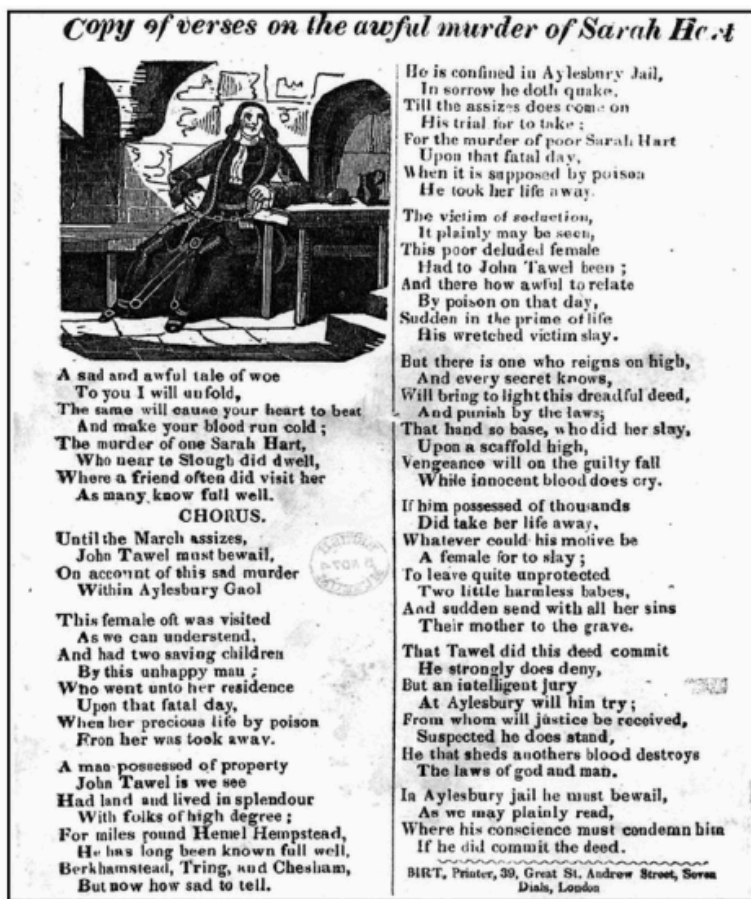 Copy of verses on the awful murder of Sarah Hart
A sad and awful tale of woe
To you I will unfold,
The same will cause your heart to beat
And make your blood run cold ;
The murder of one Sarah Hart,
Who near to Slough did dwell,
Where a friend often did visit her
As many know full well.
CHORUS.
Until the March assizes,
John Tawel must bewail,
On account of this sad murder
Within Aylesbury Gaol
This female oft was visited
As we can understend,
And had two saving children
By this unhappy man ;
Who went unto her residence
Upon that fatal day,
When her precious life by poison
Fron her was took away.
A man possessed of property
John Tawel is we see
Had land and lived in splendour
With folks of high degree ;
For miles round Hemel Hempstead,
He has long been known full well,
Berkhamstead, Tring, and Chesham,
But now how sad to tell.
He is confined in Aylesbury Jail,
In sorrow he doth quake,
Till the assizes does come on
His trial for to take ;
For the murder of poor Sarah Hart
Upon that fatal day,
When it is supposed by poison
He took her life away.
The victim of seduction,
It plainly may be seen,
This poor deluded female
Had to John Tawel been ;
And there how awful to relate
By poison on that day,
Sudden in the prime of life
His wretched victim slay.
But there is one who reigns on high,
And every secret knows,
Will bring to light this dreadful deed,
And punish by the laws;
That hand so base, who did her slay,
Upon a scaffold high,
Vengeance will on the guilty fall
While innocent blood does cry.
If him possessed of thousands
Did take her life away,
Whatever could his motive be
A female for to slay ;
To leave quite unprotected
Two little harmless babes,
And sudden send with all her sins
Their mother to the grave.
That Tawel did this deed commit
He strongly does deny,
But an intelligent jury
At Aylesbury will him try ;
From whom will justice be received,
Suspected he does stand,
He that sheds anothers blood destroys
The laws of god and man.
In Aylesbury jail he must bewail,
As we may plainly read,
Where his conscience must condemn him
If he did commit the deed.
BIRT, Printer, 39, Great St. Andrew Street, Seven
Dials, London